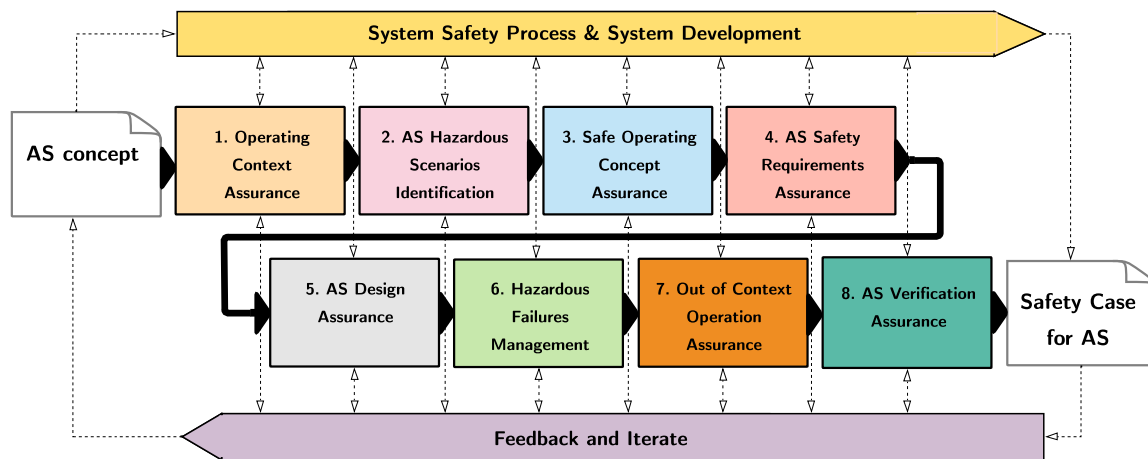 System Safety Process & System Development
AS concept
1. Operating
Context
Assurance
2. AS Hazardous
Scenarios
Identification
3. Safe Operating
Concept
Assurance
4. AS Safety
Requirements
Assurance
5. AS Design
Assurance
6. Hazardous
Failures
Management
7. Out of Context
Operation
Assurance
8. AS Verification
Assurance
Safety Case
for AS
Feedback and Iterate